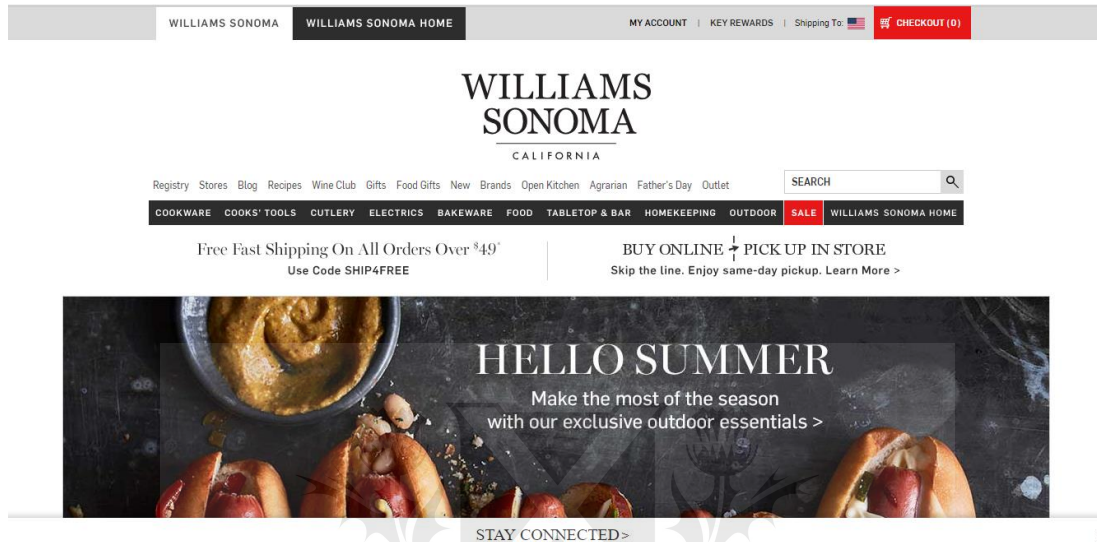 WILLIAMS SONOMA WILLIAMS SONOMA HOME MY ACCOUNT | KEY REWARDS | Shipping To: CHECKOUT (0)
WILLIAMS
SONOMA
CALIFORNIA
Registry Stores Blog Recipes Wine Club Gifts Food Gifts New Brands Open Kitchen Agrarian Father's Day Outlet SEARCH
COOKWARE COOKS' TOOLS CUTLERY ELECTRICS BAKEWARE FOOD TABLETOP & BAR HOMEKEEPING OUTDOOR SALE WILLIAMS SONOMA HOME
Free Fast Shipping On All Orders Over $49*
Use Code SHIP4FREE
BUY ONLINE PICK UP IN STORE
Skip the line. Enjoy same-day pickup. Learn More >
HELLO SUMMER
Make the most of the season
with our exclusive outdoor essentials >
STAY CONNECTED>